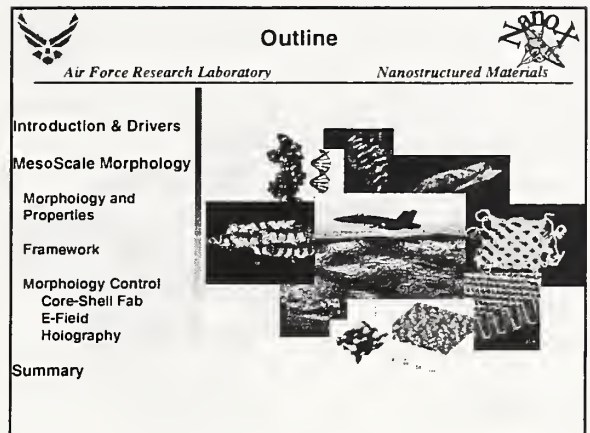 Outline
NanoX
Air Force Research Laboratory
Nanostructured Materials
Introduction & Drivers
MesoScale Morphology
Morphology and
Properties
Framework
Morphology Control
Core-Shell Fab
E-Field
Holography
Summary